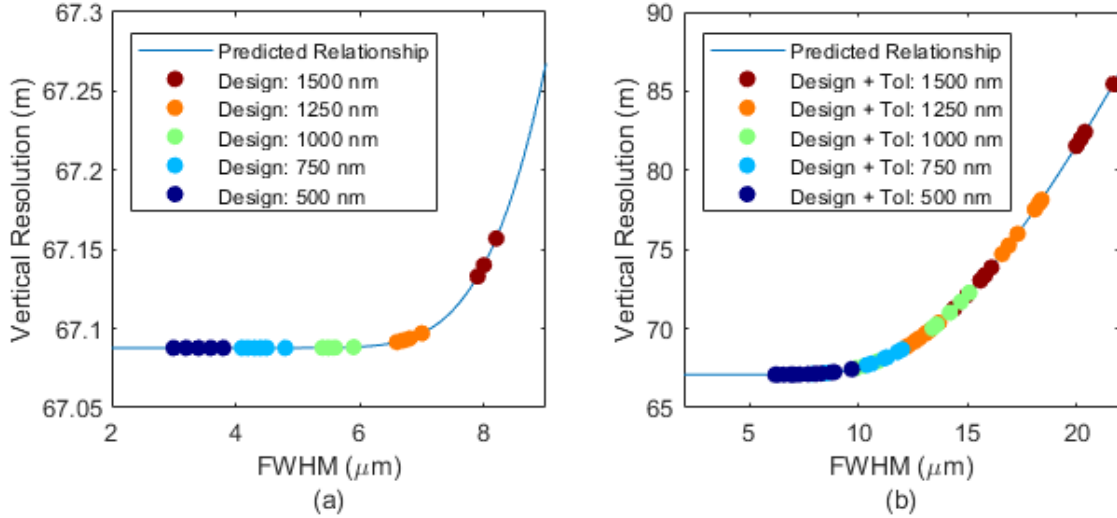 67.3
67.25
67.2
67.15
67.1
67.05
Vertical Resolution (m)
Predicted Relationship
Design: 1500 nm
Design: 1250 nm
Design: 1000 nm
Design: 750 nm
Design: 500 nm
2 4 6 8
FWHM (μm)
(a)
90
85
80
75
70
65
Vertical Resolution (m)
Predicted Relationship
Design + Tol: 1500 nm
Design + Tol: 1250 nm
Design + Tol: 1000 nm
Design + Tol: 750 nm
Design + Tol: 500 nm
5 10 15 20
FWHM (μm)
(b)